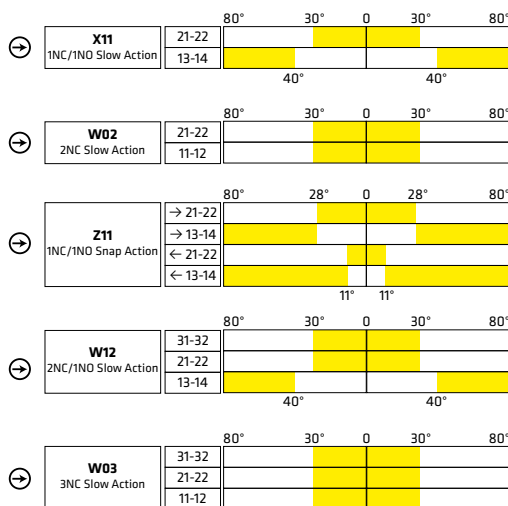 80° 30° 0 30° 80°
X11
1NC/1NO Slow Action
21-22
13-14
40° 40°
80° 30° 0 30° 80°
W02
2NC Slow Action
21-22
11-12
80° 28° 0 28° 80°
Z11
1NC/1NO Snap Action
→ 21-22
→ 13-14
← 21-22
← 13-14
11° 11°
80° 30° 0 30° 80°
W12
2NC/1NO Slow Action
31-32
21-22
13-14
40° 40°
80° 30° 0 30° 80°
W03
3NC Slow Action
31-32
21-22
11-12